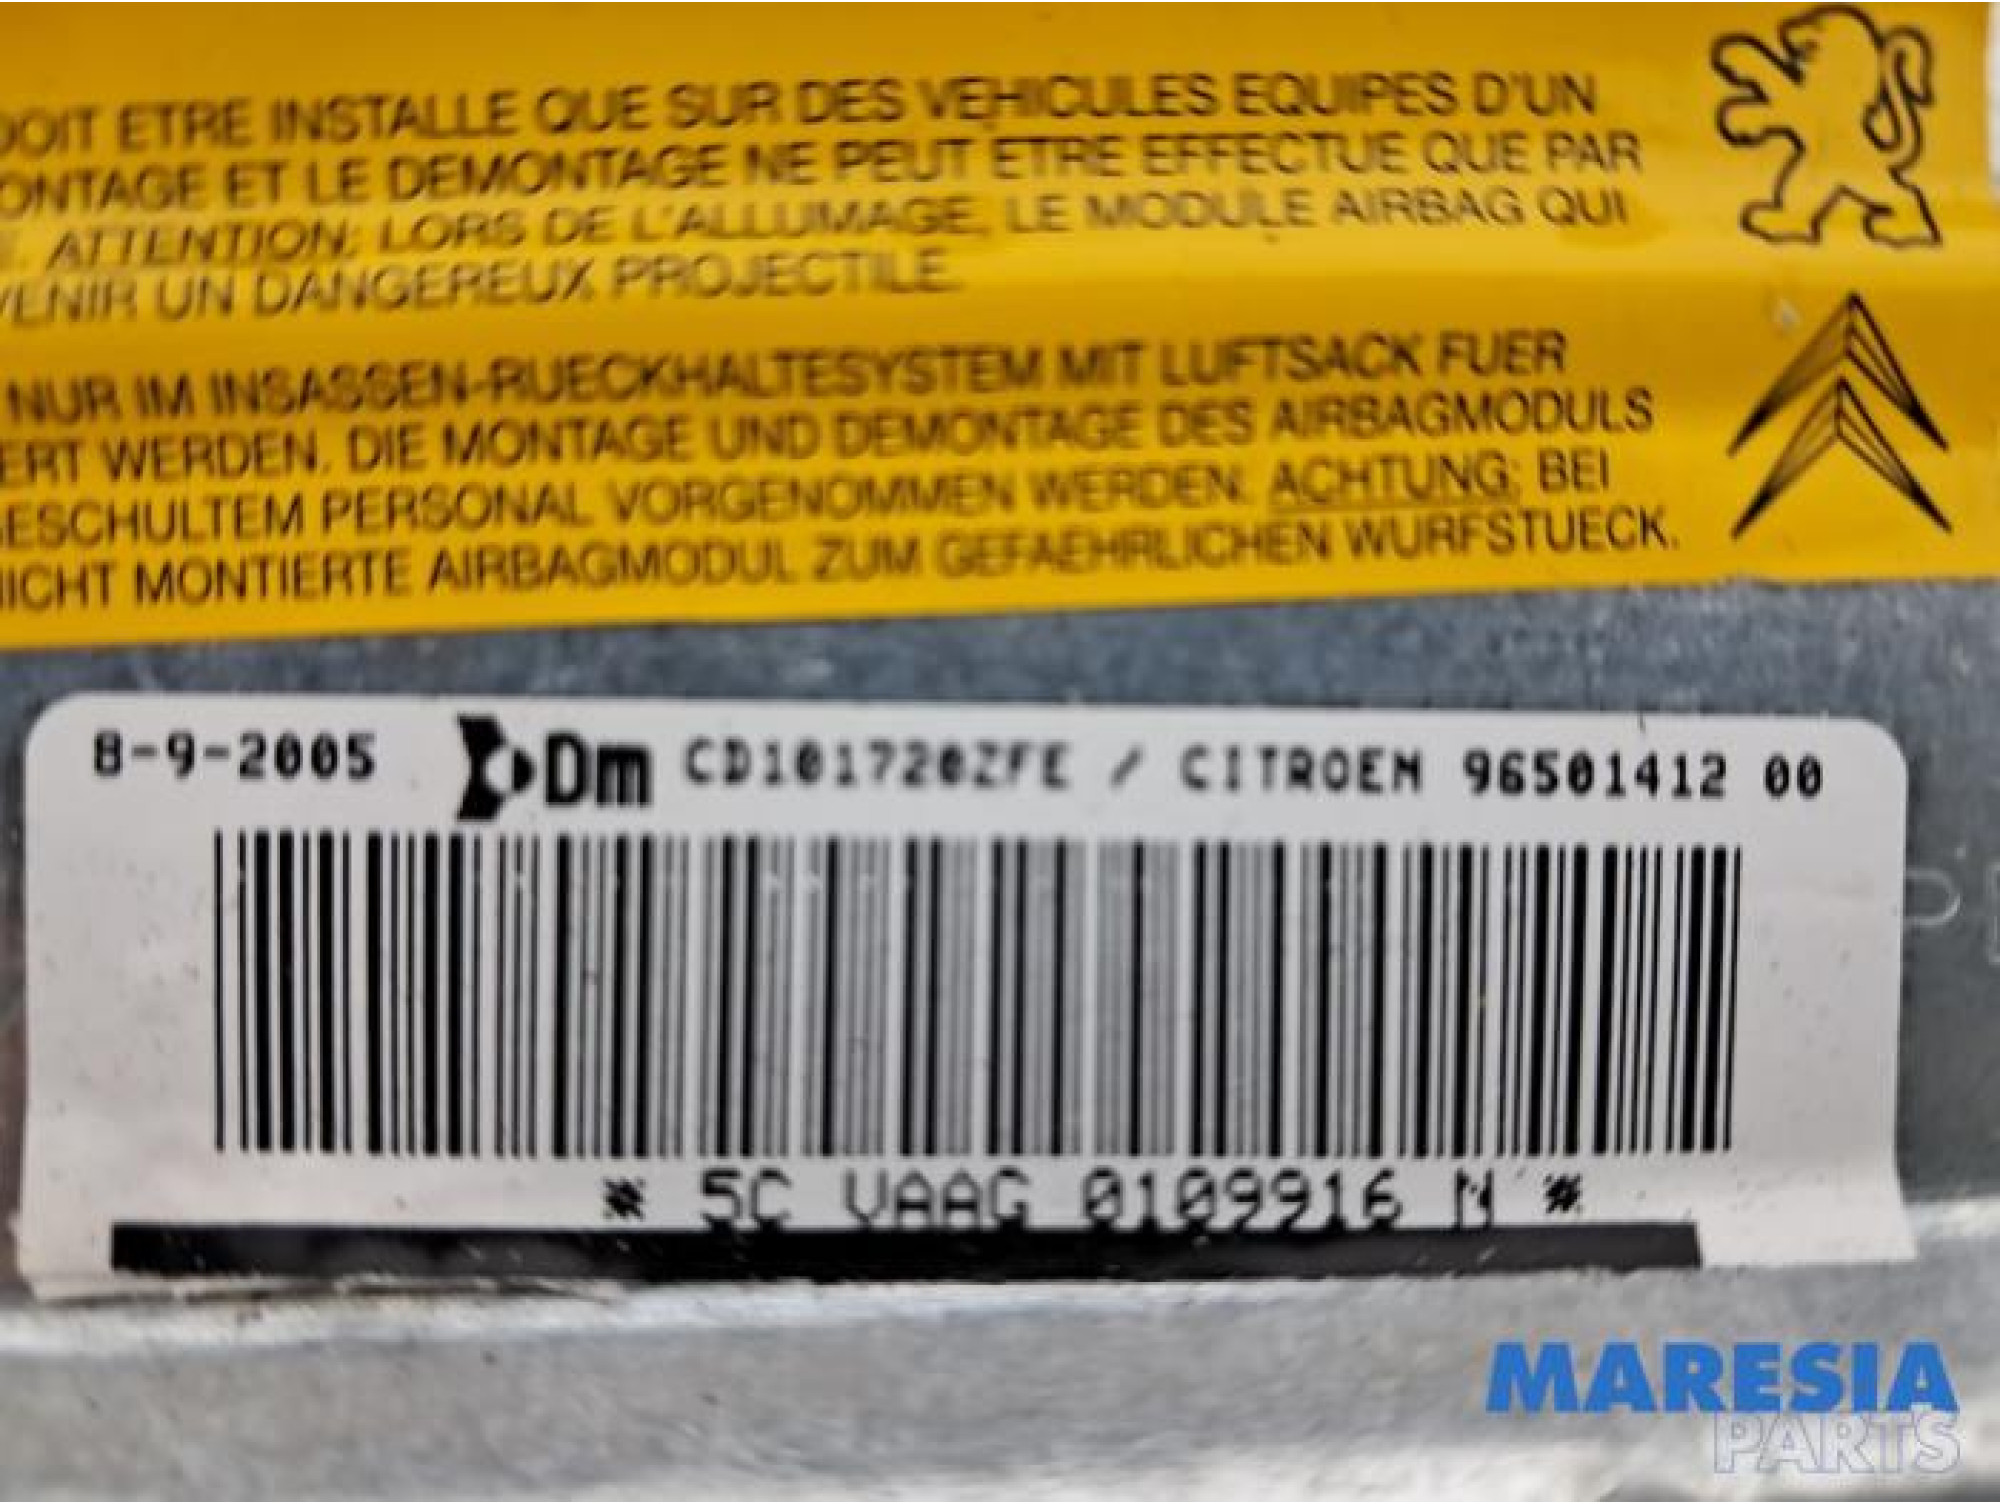 DOIT ETRE INSTALLE QUE SUR DES VEHICULES EQUIPES D'UN
ONTAGE ET LE DEMONTAGE NE PEUT ETRE EFFECTUE QUE PAR
E. ATTENTION: LORS DE L'ALLUMAGE, LE MODULE AIRBAG QUI
VENIR UN DANGEREUX PROJECTILE.
NUR IM INSASSEN-RUECKHALTESYSTEM MIT LUFTSACK FUER
ERT WERDEN. DIE MONTAGE UND DEMONTAGE DES AIRBAGMODULS
GESCHULTEM PERSONAL VORGENOMMEN WERDEN. ACHTUNG: BEI
NICHT MONTIERTE AIRBAGMODUL ZUM GEFAEHRLICHEN WURFSTUECK.
8-9-2005 Dm CD101720ZFE / CITROEN 96501412 00
* 5C VAAG 0109916 N *
MARESIA
PARTS